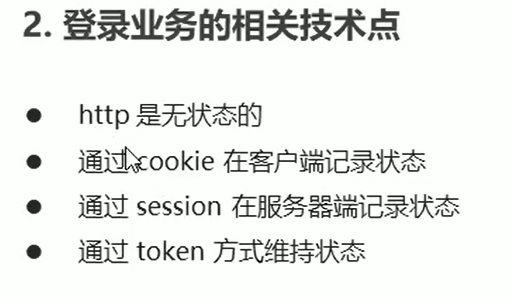 2. 登录业务的相关技术点
● http 是无状态的
● 通过 cookie 在客户端记录状态
● 通过 session 在服务器端记录状态
● 通过 token 方式维持状态